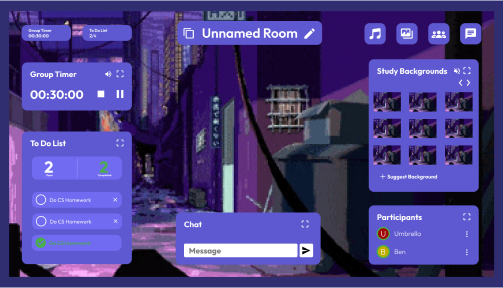 Group Timer
00:30:00
To Do List
2/4
Unnamed Room
Group Timer
00:30:00
To Do List
2
2
Do CS Homework
Do CS Homework
Chat
Message
Study Backgrounds
+ Suggest Background
Participants
U Umbrella
B Ben